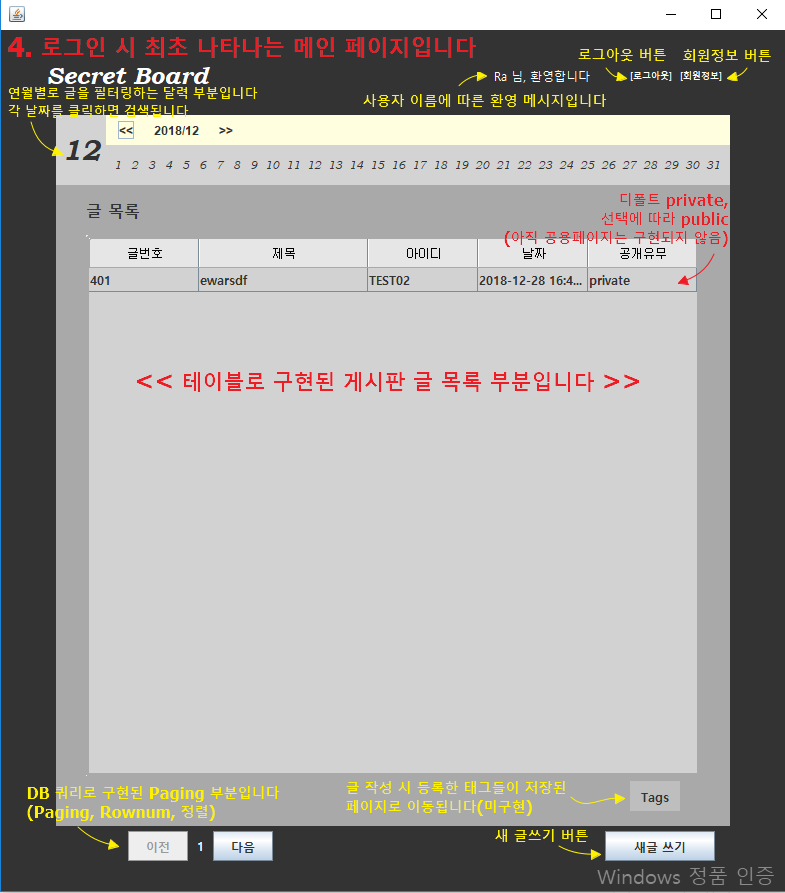 4. 로그인 시 최초 나타나는 메인 페이지입니다
로그아웃 버튼 회원정보 버튼
Secret Board
Ra 님, 환영합니다 [로그아웃] [회원정보]
연월별로 글을 필터링하는 달력 부분입니다
각 날짜를 클릭하면 검색됩니다
사용자 이름에 따른 환영 메시지입니다
<< 2018/12 >>
12
1 2 3 4 5 6 7 8 9 10 11 12 13 14 15 16 17 18 19 20 21 22 23 24 25 26 27 28 29 30 31
글 목록
디폴트 private,
선택에 따라 public
(아직 공용페이지는 구현되지 않음)
글번호 제목 아이디 날짜 공개유무
401 ewarsdf TEST02 2018-12-28 16:4... private
<< 테이블로 구현된 게시판 글 목록 부분입니다 >>
DB 쿼리로 구현된 Paging 부분입니다
(Paging, Rownum, 정렬)
글 작성 시 등록한 태그들이 저장된
페이지로 이동됩니다(미구현)
Tags
새 글쓰기 버튼
이전 1 다음 새글 쓰기
Windows 정품 인증